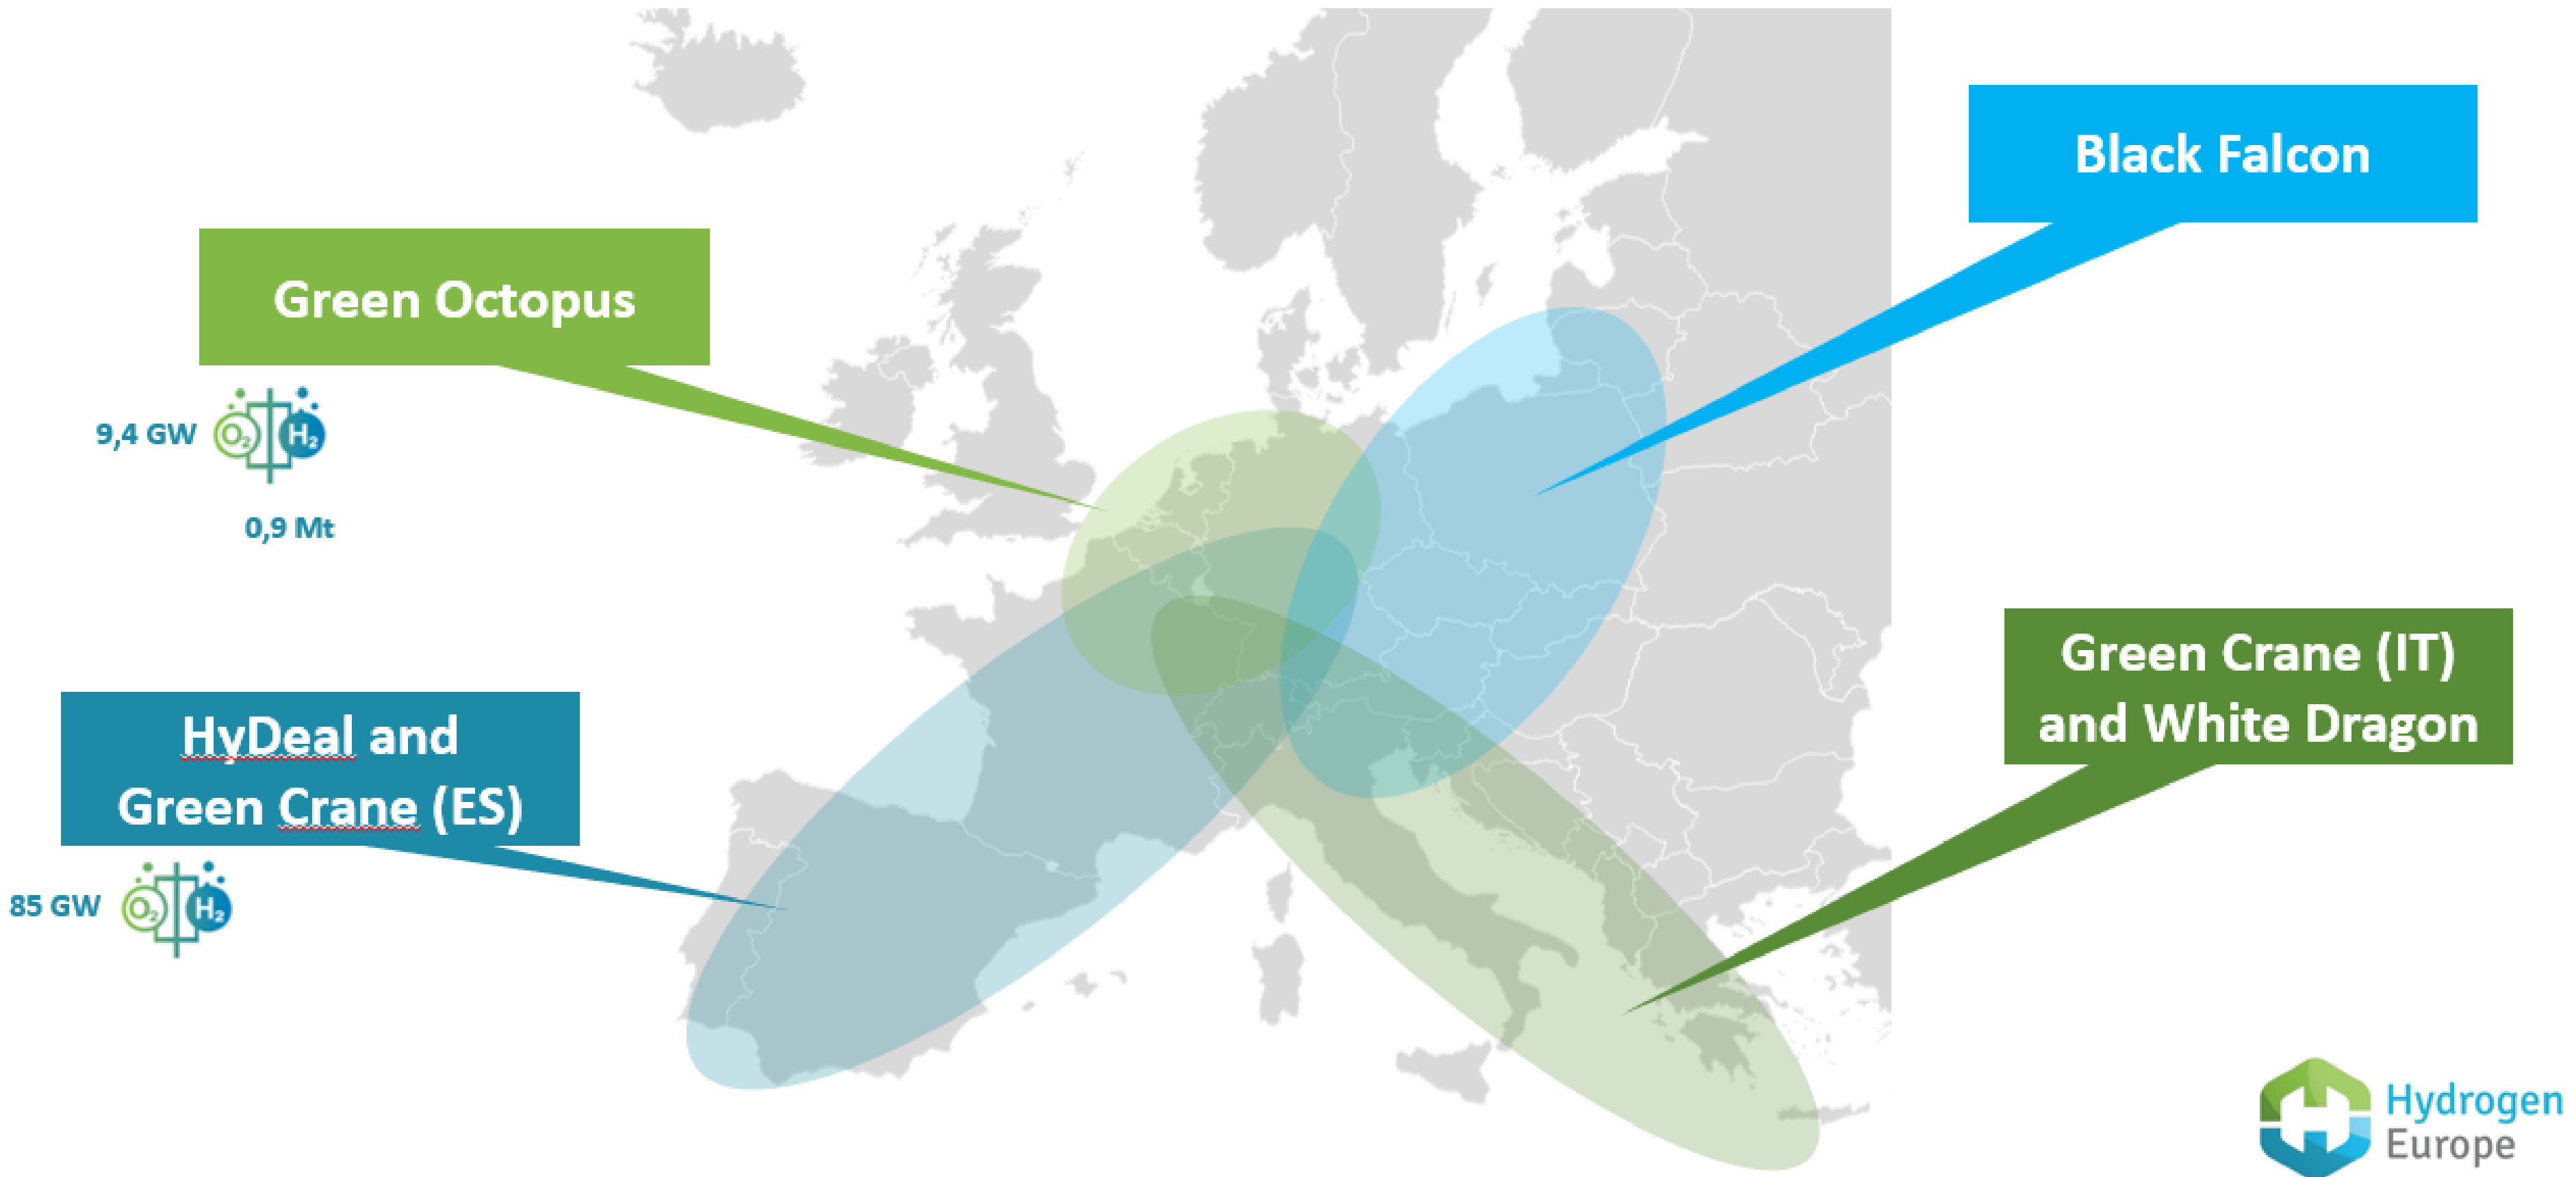 Black Falcon
Green Octopus
9,4 GW
O₂
H₂
0,9 Mt
HyDeal and
Green Crane (ES)
85 GW
O₂
H₂
Green Crane (IT)
and White Dragon
Hydrogen
Europe